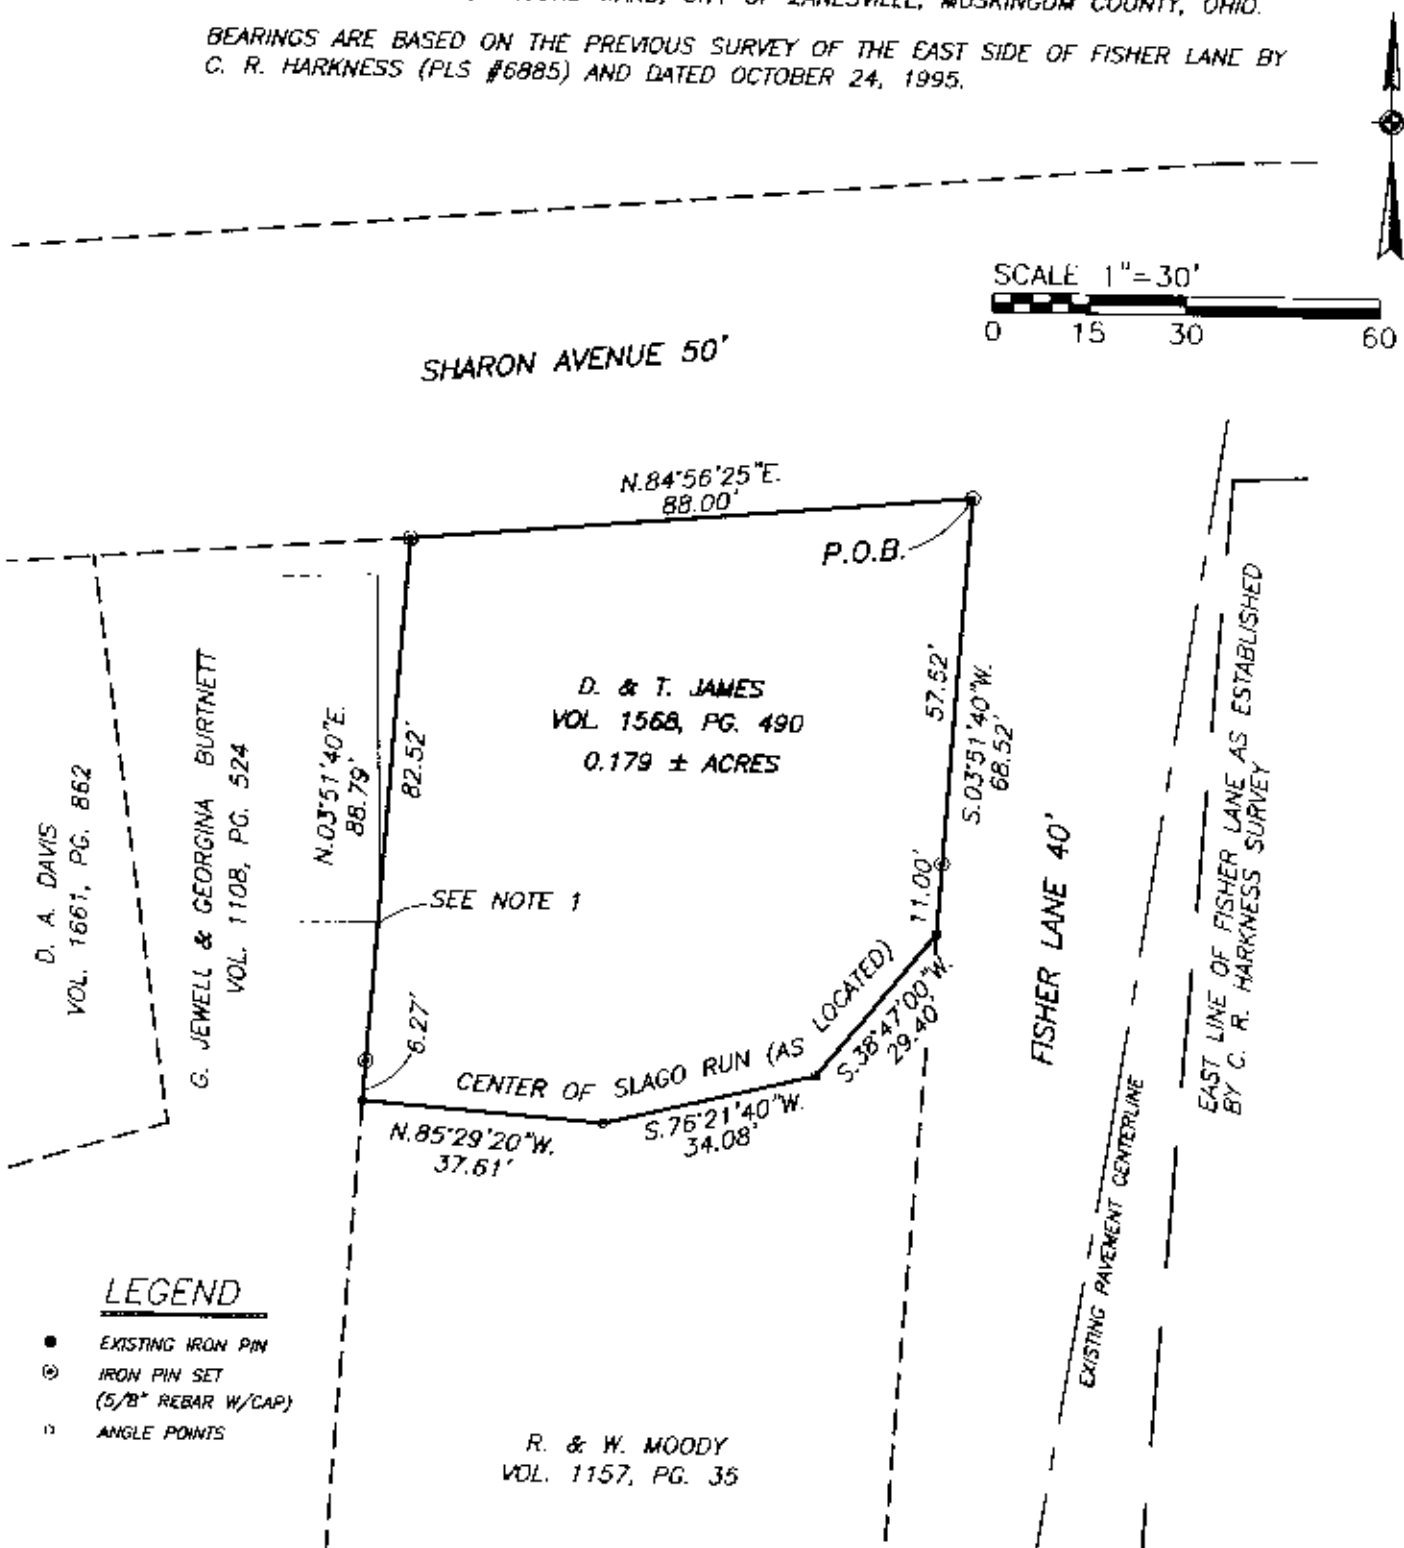 CITY OF ZANESVILLE, MUSKINGUM COUNTY, OHIO.
BEARINGS ARE BASED ON THE PREVIOUS SURVEY OF THE EAST SIDE OF FISHER LANE BY
C. R. HARKNESS (PLS #6885) AND DATED OCTOBER 24, 1995.
SCALE 1"=30'
0 15 30 60
SHARON AVENUE 50'
N.84°56'25"E.
88.00'
P.O.B.
D. & T. JAMES
VOL. 1568, PG. 490
0.179 ± ACRES
57.52'
S.03°51'40"W.
68.52'
11.00'
N.03°51'40"E.
88.79'
82.52'
SEE NOTE 1
6.27'
G. JEWELL & GEORGINA BURTNETT
VOL. 1108, PG. 524
D. A. DAVIS
VOL. 1661, PG. 862
CENTER OF SLAGO RUN (AS LOCATED)
S.38°47'00"W.
29.40'
S.76°21'40"W.
34.08'
N.85°29'20"W.
37.61'
FISHER LANE 40'
EXISTING PAVEMENT CENTERLINE
EAST LINE OF FISHER LANE AS ESTABLISHED
BY C. R. HARKNESS SURVEY
LEGEND
EXISTING IRON PIN
IRON PIN SET
(5/8" REBAR W/CAP)
ANGLE POINTS
R. & W. MOODY
VOL. 1157, PG. 35